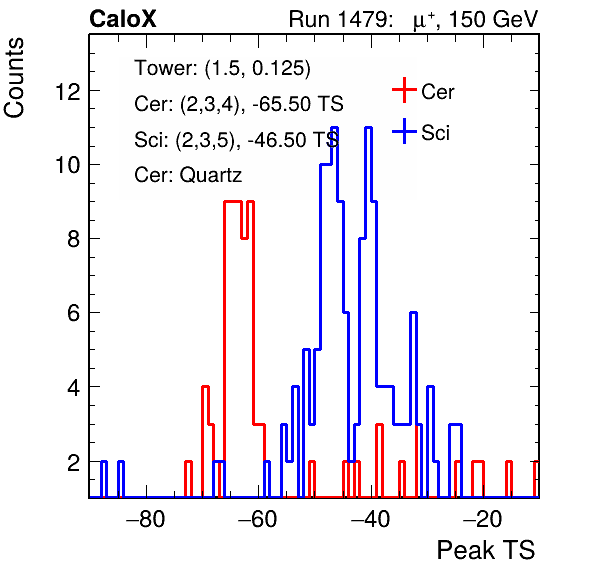 CaloX Run 1479: μ⁺, 150 GeV
Counts
Tower: (1.5, 0.125)
Cer: (2,3,4), -65.50 TS
Sci: (2,3,5), -46.50 TS
Cer: Quartz
Cer
Sci
12
10
8
6
4
2
−80 −60 −40 −20
Peak TS